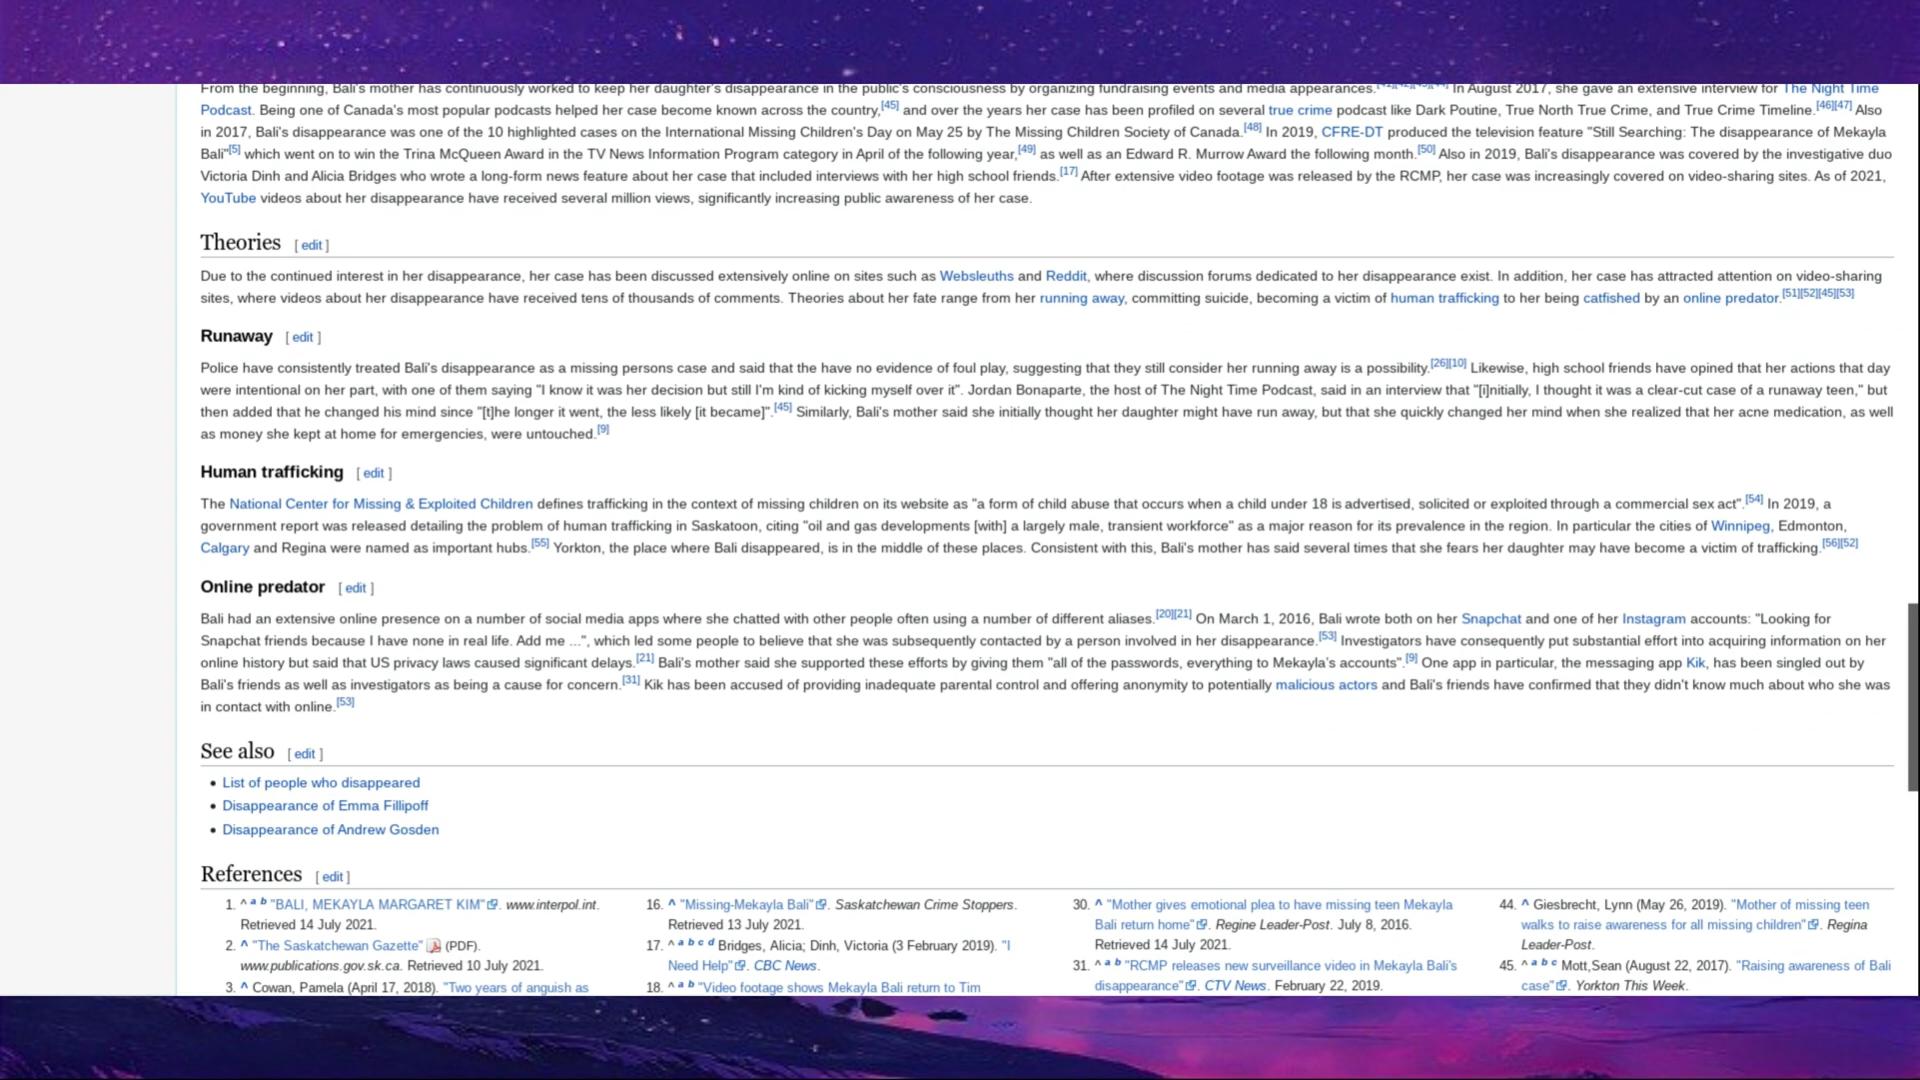 From the beginning, Bali's mother has continuously worked to keep her daughter's disappearance in the public's consciousness by organizing fundraising events and media appearances. In August 2017, she gave an extensive interview for The Night Time
Podcast. Being one of Canada's most popular podcasts helped her case become known across the country,[45] and over the years her case has been profiled on several true crime podcast like Dark Poutine, True North True Crime, and True Crime Timeline.[46][47] Also
in 2017, Bali's disappearance was one of the 10 highlighted cases on the International Missing Children's Day on May 25 by The Missing Children Society of Canada.[48] In 2019, CFRE-DT produced the television feature "Still Searching: The disappearance of Mekayla
Bali"[5] which went on to win the Trina McQueen Award in the TV News Information Program category in April of the following year,[49] as well as an Edward R. Murrow Award the following month.[50] Also in 2019, Bali's disappearance was covered by the investigative duo
Victoria Dinh and Alicia Bridges who wrote a long-form news feature about her case that included interviews with her high school friends.[17] After extensive video footage was released by the RCMP, her case was increasingly covered on video-sharing sites. As of 2021,
YouTube videos about her disappearance have received several million views, significantly increasing public awareness of her case.
Theories [ edit ]
Due to the continued interest in her disappearance, her case has been discussed extensively online on sites such as Websleuths and Reddit, where discussion forums dedicated to her disappearance exist. In addition, her case has attracted attention on video-sharing
sites, where videos about her disappearance have received tens of thousands of comments. Theories about her fate range from her running away, committing suicide, becoming a victim of human trafficking to her being catfished by an online predator.[51][52][45][53]
Runaway [ edit ]
Police have consistently treated Bali's disappearance as a missing persons case and said that the have no evidence of foul play, suggesting that they still consider her running away is a possibility.[26][10] Likewise, high school friends have opined that her actions that day
were intentional on her part, with one of them saying "I know it was her decision but still I'm kind of kicking myself over it". Jordan Bonaparte, the host of The Night Time Podcast, said in an interview that "[i]nitially, I thought it was a clear-cut case of a runaway teen," but
then added that he changed his mind since "[t]he longer it went, the less likely [it became]".[45] Similarly, Bali's mother said she initially thought her daughter might have run away, but that she quickly changed her mind when she realized that her acne medication, as well
as money she kept at home for emergencies, were untouched.[9]
Human trafficking [ edit ]
The National Center for Missing & Exploited Children defines trafficking in the context of missing children on its website as "a form of child abuse that occurs when a child under 18 is advertised, solicited or exploited through a commercial sex act".[54] In 2019, a
government report was released detailing the problem of human trafficking in Saskatoon, citing "oil and gas developments [with] a largely male, transient workforce" as a major reason for its prevalence in the region. In particular the cities of Winnipeg, Edmonton,
Calgary and Regina were named as important hubs.[55] Yorkton, the place where Bali disappeared, is in the middle of these places. Consistent with this, Bali's mother has said several times that she fears her daughter may have become a victim of trafficking.[56][52]
Online predator [ edit ]
Bali had an extensive online presence on a number of social media apps where she chatted with other people often using a number of different aliases.[20][21] On March 1, 2016, Bali wrote both on her Snapchat and one of her Instagram accounts: "Looking for
Snapchat friends because I have none in real life. Add me ...", which led some people to believe that she was subsequently contacted by a person involved in her disappearance.[53] Investigators have consequently put substantial effort into acquiring information on her
online history but said that US privacy laws caused significant delays.[21] Bali's mother said she supported these efforts by giving them "all of the passwords, everything to Mekayla's accounts".[9] One app in particular, the messaging app Kik, has been singled out by
Bali's friends as well as investigators as being a cause for concern.[31] Kik has been accused of providing inadequate parental control and offering anonymity to potentially malicious actors and Bali's friends have confirmed that they didn't know much about who she was
in contact with online.[53]
See also [ edit ]
• List of people who disappeared
• Disappearance of Emma Fillipoff
• Disappearance of Andrew Gosden
References [ edit ]
1. ^ a b "BALI, MEKAYLA MARGARET KIM". www.interpol.int.
Retrieved 14 July 2021.
2. ^ "The Saskatchewan Gazette" (PDF).
www.publications.gov.sk.ca. Retrieved 10 July 2021.
3. ^ Cowan, Pamela (April 17, 2018). "Two years of anguish as
16. ^ "Missing-Mekayla Bali". Saskatchewan Crime Stoppers.
Retrieved 13 July 2021.
17. ^ a b c d Bridges, Alicia; Dinh, Victoria (3 February 2019). "I
Need Help". CBC News.
18. ^ a b "Video footage shows Mekayla Bali return to Tim
30. ^ "Mother gives emotional plea to have missing teen Mekayla
Bali return home". Regine Leader-Post. July 8, 2016.
Retrieved 14 July 2021.
31. ^ a b "RCMP releases new surveillance video in Mekayla Bali's
disappearance". CTV News. February 22, 2019.
44. ^ Giesbrecht, Lynn (May 26, 2019). "Mother of missing teen
walks to raise awareness for all missing children". Regina
Leader-Post.
45. ^ a b c Mott,Sean (August 22, 2017). "Raising awareness of Bali
case". Yorkton This Week.